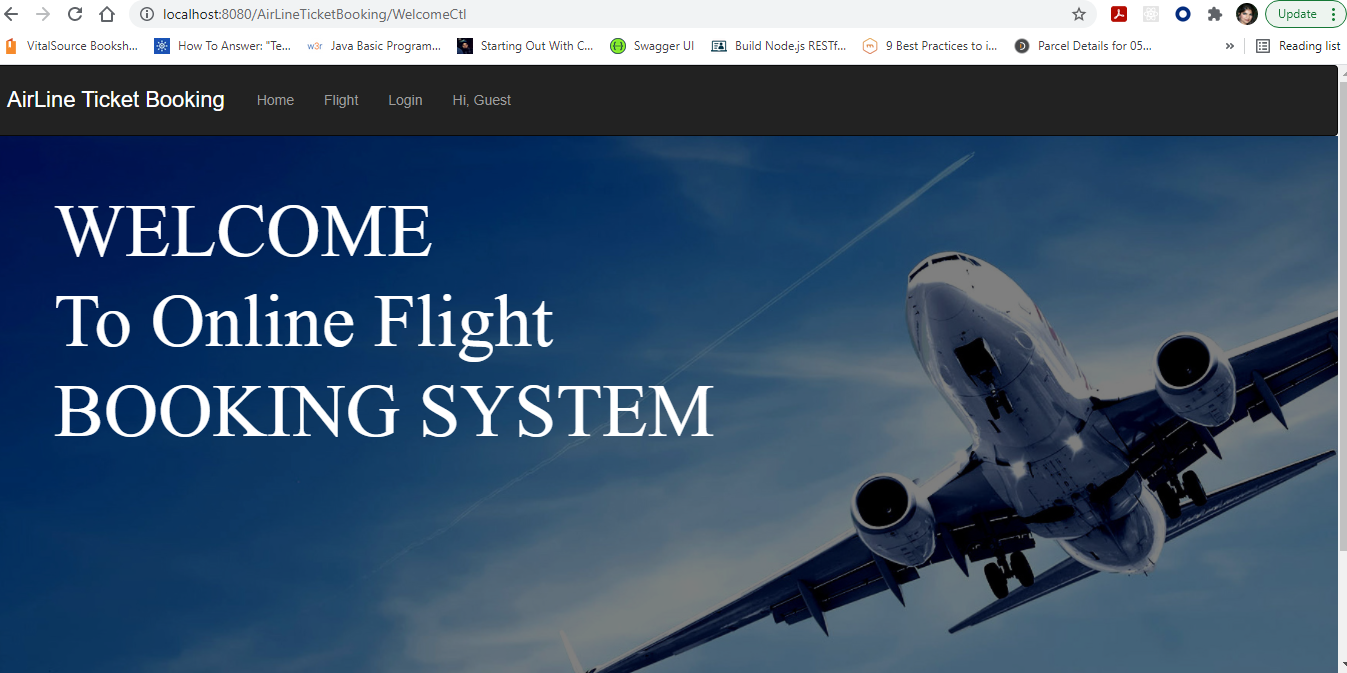 localhost:8080/AirLineTicketBooking/WelcomeCtl
Update
VitalSource Booksh...
How To Answer: "Te...
w3r
Java Basic Program...
Starting Out With C...
Swagger UI
Build Node.js RESTf...
9 Best Practices to i...
Parcel Details for 05...
»
Reading list
AirLine Ticket Booking
Home
Flight
Login
Hi, Guest
WELCOME
To Online Flight
BOOKING SYSTEM